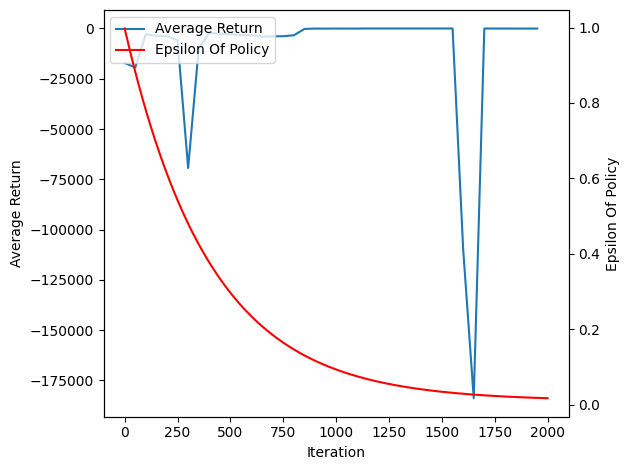 Average Return
Epsilon Of Policy
0
−25000
−50000
−75000
−100000
−125000
−150000
−175000
Average Return
1.0
0.8
0.6
0.4
0.2
0.0
Epsilon Of Policy
0 250 500 750 1000 1250 1500 1750 2000
Iteration